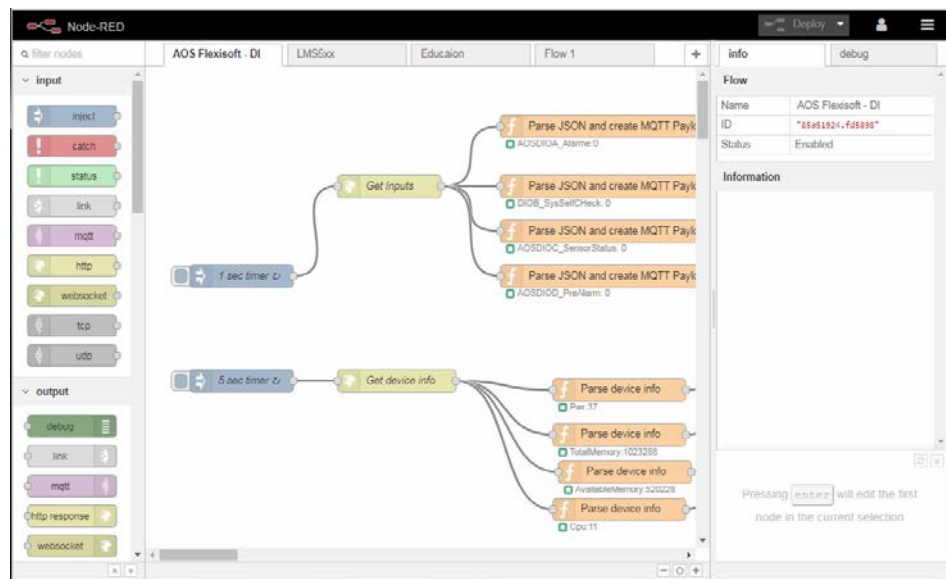 Node-RED
Deploy
filter nodes
AOS Flexisoft - DI
LMS5xx
Educaion
Flow 1
info
debug
input
inject
catch
status
link
mqtt
http
websocket
tcp
udp
output
debug
link
mqtt
http response
websocket
1 sec timer
Get Inputs
Parse JSON and create MQTT Paylo
AOSDIOA_Alarme:0
Parse JSON and create MQTT Paylo
DIOB_SysSelfCHeck: 0
Parse JSON and create MQTT Paylo
AOSDIOC_SensorStatus: 0
Parse JSON and create MQTT Paylo
AOSDIOD_PreAlarm: 0
5 sec timer
Get device info
Parse device info
Pwr:37
Parse device info
TotalMemory:1023288
Parse device info
AvailableMemory:520228
Parse device info
Cpu:11
Flow
Name AOS Flexisoft - DI
ID "85a51924.fd5898"
Status Enabled
Information
Pressing enter will edit the first
node in the current selection